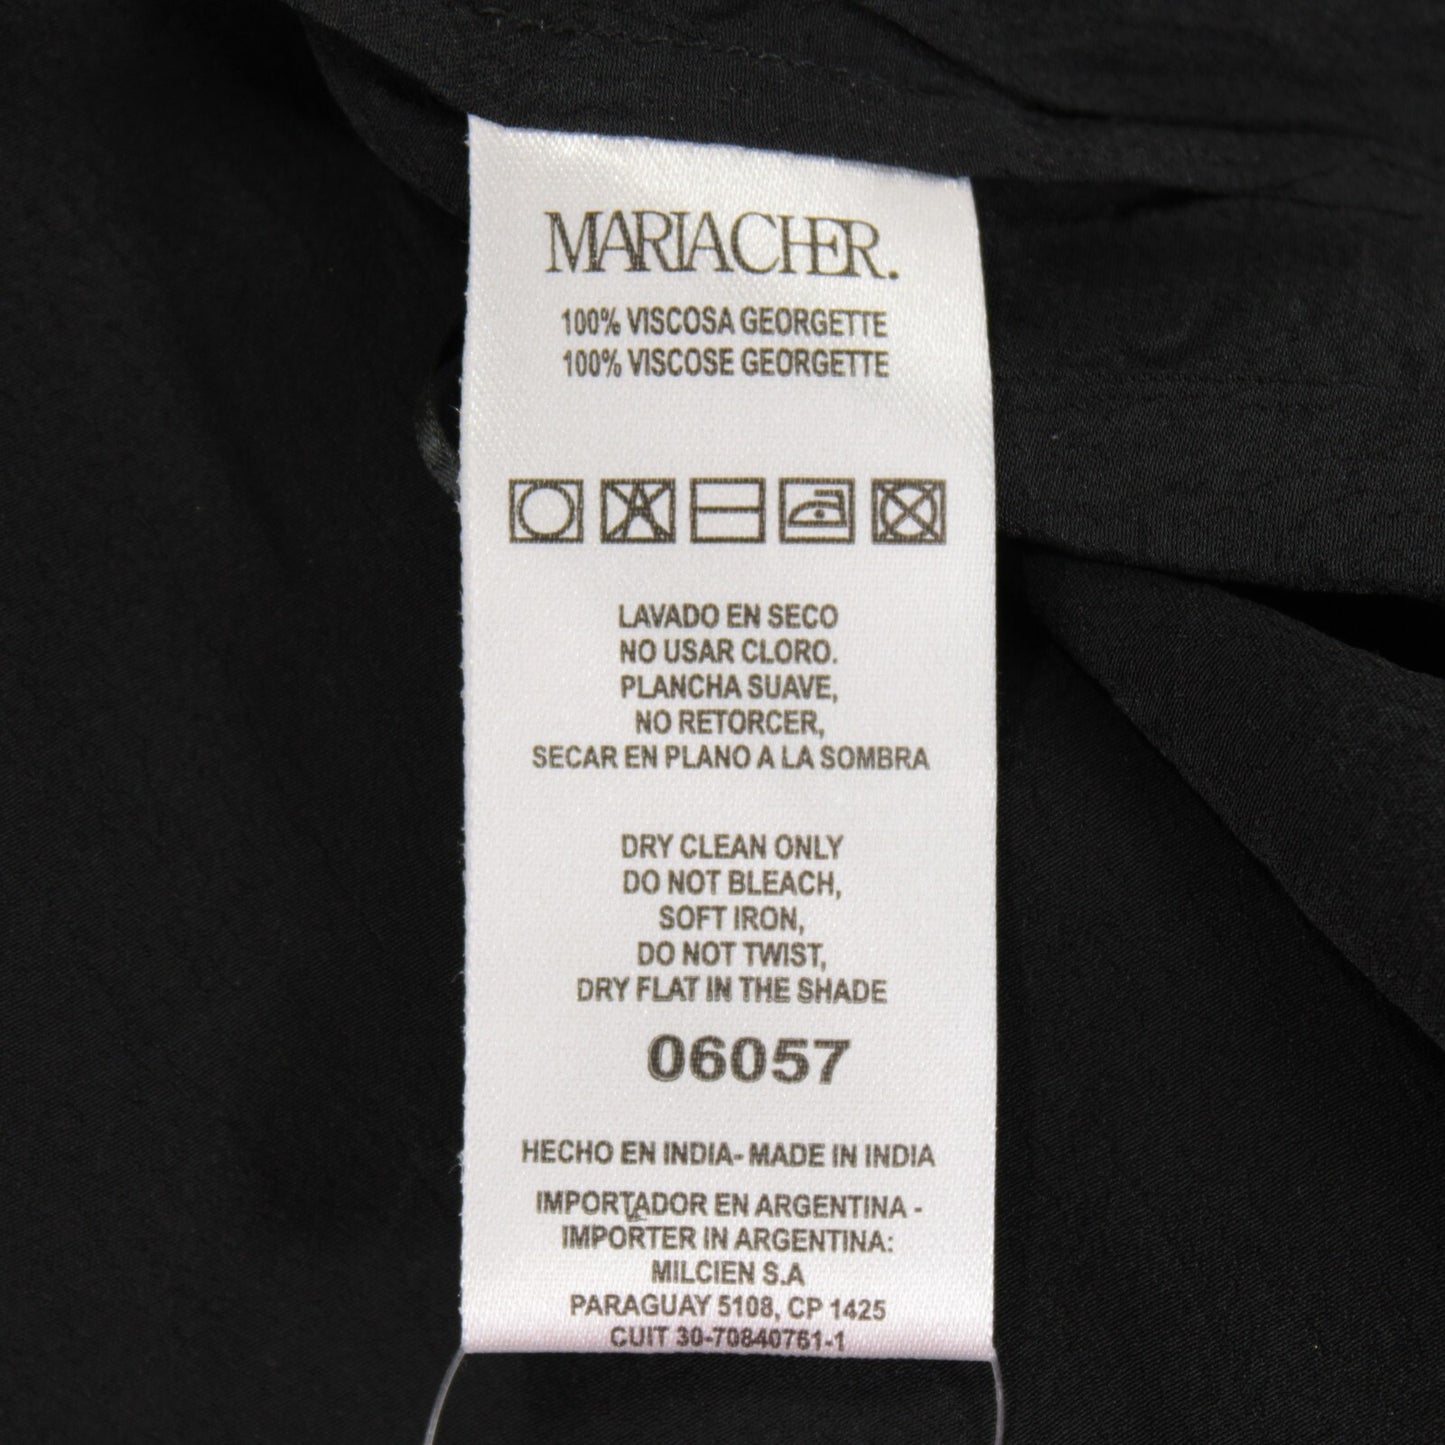 MARIACHER.
100% VISCOSA GEORGETTE
100% VISCOSE GEORGETTE
LAVADO EN SECO
NO USAR CLORO.
PLANCHA SUAVE,
NO RETORCER,
SECAR EN PLANO A LA SOMBRA
DRY CLEAN ONLY
DO NOT BLEACH,
SOFT IRON,
DO NOT TWIST,
DRY FLAT IN THE SHADE
06057
HECHO EN INDIA- MADE IN INDIA
IMPORTADOR EN ARGENTINA -
IMPORTER IN ARGENTINA:
MILCIEN S.A
PARAGUAY 5108, CP 1425
CUIT 30-70840761-1